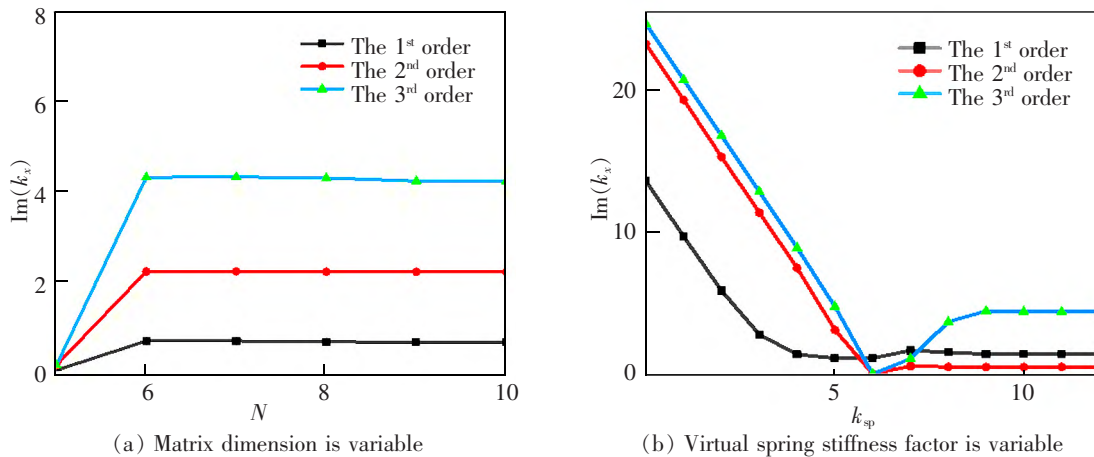 8
6
4
2
0
Im(kₓ)
The 1st order
The 2nd order
The 3rd order
6
8
10
N
(a) Matrix dimension is variable
20
10
0
Im(kₓ)
The 1st order
The 2nd order
The 3rd order
5
10
k_sp
(b) Virtual spring stiffness factor is variable